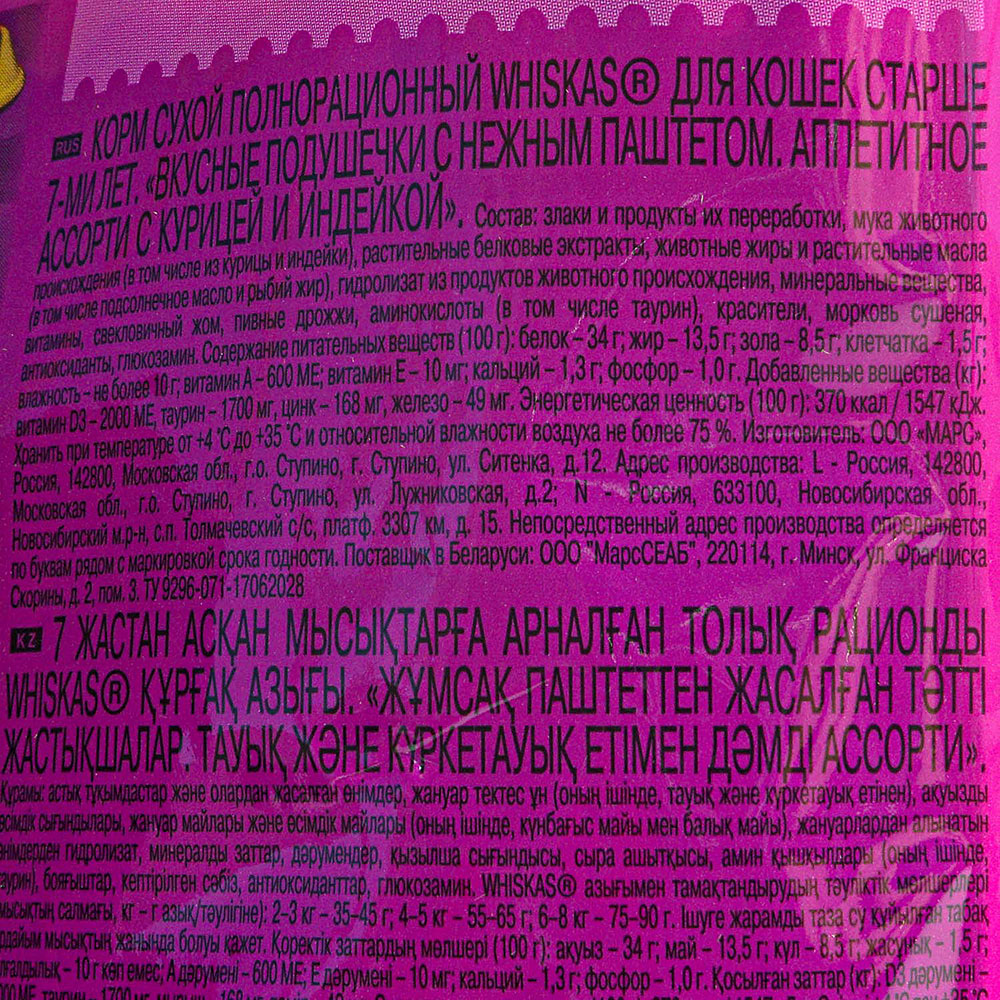 RUS КОРМ СУХОЙ ПОЛНОРАЦИОННЫЙ WHISKAS® ДЛЯ КОШЕК СТАРШЕ
7-МИ ЛЕТ. «ВКУСНЫЕ ПОДУШЕЧКИ С НЕЖНЫМ ПАШТЕТОМ. АППЕТИТНОЕ
АССОРТИ С КУРИЦЕЙ И ИНДЕЙКОЙ». Состав: злаки и продукты их переработки, мука животного
происхождения (в том числе из курицы и индейки), растительные белковые экстракты, животные жиры и растительные масла
(в том числе подсолнечное масло и рыбий жир), гидролизат из продуктов животного происхождения, минеральные вещества,
витамины, свекловичный жом, пивные дрожжи, аминокислоты (в том числе таурин), красители, морковь сушеная,
антиоксиданты, глюкозамин. Содержание питательных веществ (100 г): белок – 34 г; жир – 13,5 г; зола – 8,5 г; клетчатка – 1,5 г;
влажность – не более 10 г; витамин А – 600 МЕ; витамин Е – 10 мг; кальций – 1,3 г; фосфор – 1,0 г. Добавленные вещества (кг):
витамин D3 – 2000 МЕ, таурин – 1700 мг, цинк – 168 мг, железо – 49 мг. Энергетическая ценность (100 г): 370 ккал / 1547 кДж.
Хранить при температуре от +4 °С до +35 °С и относительной влажности воздуха не более 75 %. Изготовитель: ООО «МАРС»,
Россия, 142800, Московская обл., г.о. Ступино, г. Ступино, ул. Ситенка, д.12. Адрес производства: L - Россия, 142800,
Московская обл., г.о. Ступино, г. Ступино, ул. Лужниковская, д.2; N - Россия, 633100, Новосибирская обл.,
Новосибирский м.р-н, с.п. Толмачевский с/с, платф. 3307 км, д. 15. Непосредственный адрес производства определяется
по буквам рядом с маркировкой срока годности. Поставщик в Беларуси: ООО "МарсСЕАБ", 220114, г. Минск, ул. Франциска
Скорины, д. 2, пом. 3. ТУ 9296-071-17062028
KZ 7 ЖАСТАН АСҚАН МЫСЫҚТАРҒА АРНАЛҒАН ТОЛЫҚ РАЦИОНДЫ
WHISKAS® ҚҰРҒАҚ АЗЫҒЫ. «ЖҰМСАҚ ПАШТЕТТЕН ЖАСАЛҒАН ТӘТТІ
ЖАСТЫҚШАЛАР. ТАУЫҚ ЖӘНЕ КҮРКЕТАУЫҚ ЕТІМЕН ДӘМДІ АССОРТИ».
Құрамы: астық тұқымдастар және олардан жасалған өнімдер, жануар тектес ұн (оның ішінде, тауық және күркетауық етінен), ақуызды
өсімдік сығындылары, жануар майлары және өсімдік майлары (оның ішінде, күнбағыс майы мен балық майы), жануарлардан алынатын
өнімдерден гидролизат, минералды заттар, дәрумендер, қызылша сығындысы, сыра ашытқысы, амин қышқылдары (оның ішінде,
таурин), бояғыштар, кептірілген сәбіз, антиоксиданттар, глюкозамин. WHISKAS® азығымен тамақтандырудың тәуліктік мөлшерлері
(мысықтың салмағы, кг – г азық/тәулігіне): 2–3 кг – 35–45 г; 4–5 кг – 55–65 г; 6–8 кг – 75–90 г. Ішуге жарамды таза су құйылған табақ
әрдайым мысықтың жанында болуы қажет. Қоректік заттардың мөлшері (100 г): ақуыз – 34 г; май – 13,5 г; күл – 8,5 г; жасунық – 1,5 г;
ылғалдылық – 10 г көп емес; А дәрумені – 600 МЕ; Е дәрумені – 10 мг; кальций – 1,3 г; фосфор – 1,0 г. Қосылған заттар (кг): D3 дәрумені –